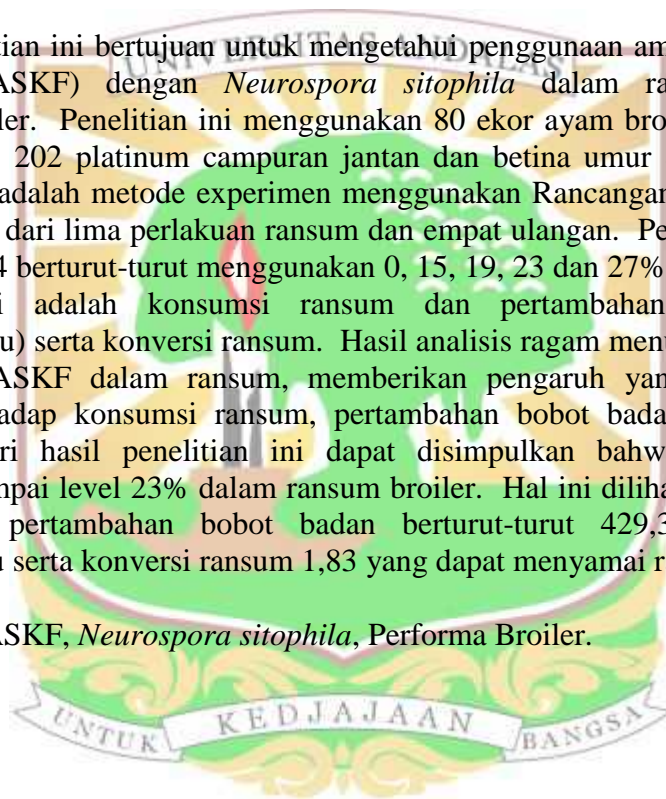 UNIVERSITAS ANDALAS
tian ini bertujuan untuk mengetahui penggunaan am
ASKF) dengan Neurospora sitophila dalam ra
ler. Penelitian ini menggunakan 80 ekor ayam bro
202 platinum campuran jantan dan betina umur
adalah metode experimen menggunakan Rancangan
dari lima perlakuan ransum dan empat ulangan. Pe
4 berturut-turut menggunakan 0, 15, 19, 23 dan 27%
i adalah konsumsi ransum dan pertambahan
u) serta konversi ransum. Hasil analisis ragam menu
ASKF dalam ransum, memberikan pengaruh yan
adap konsumsi ransum, pertambahan bobot bada
ri hasil penelitian ini dapat disimpulkan bahw
mpai level 23% dalam ransum broiler. Hal ini diliha
pertambahan bobot badan berturut-turut 429,3
u serta konversi ransum 1,83 yang dapat menyamai r
ASKF, Neurospora sitophila, Performa Broiler.
UNTUK KEDJAJAAN BANGSA